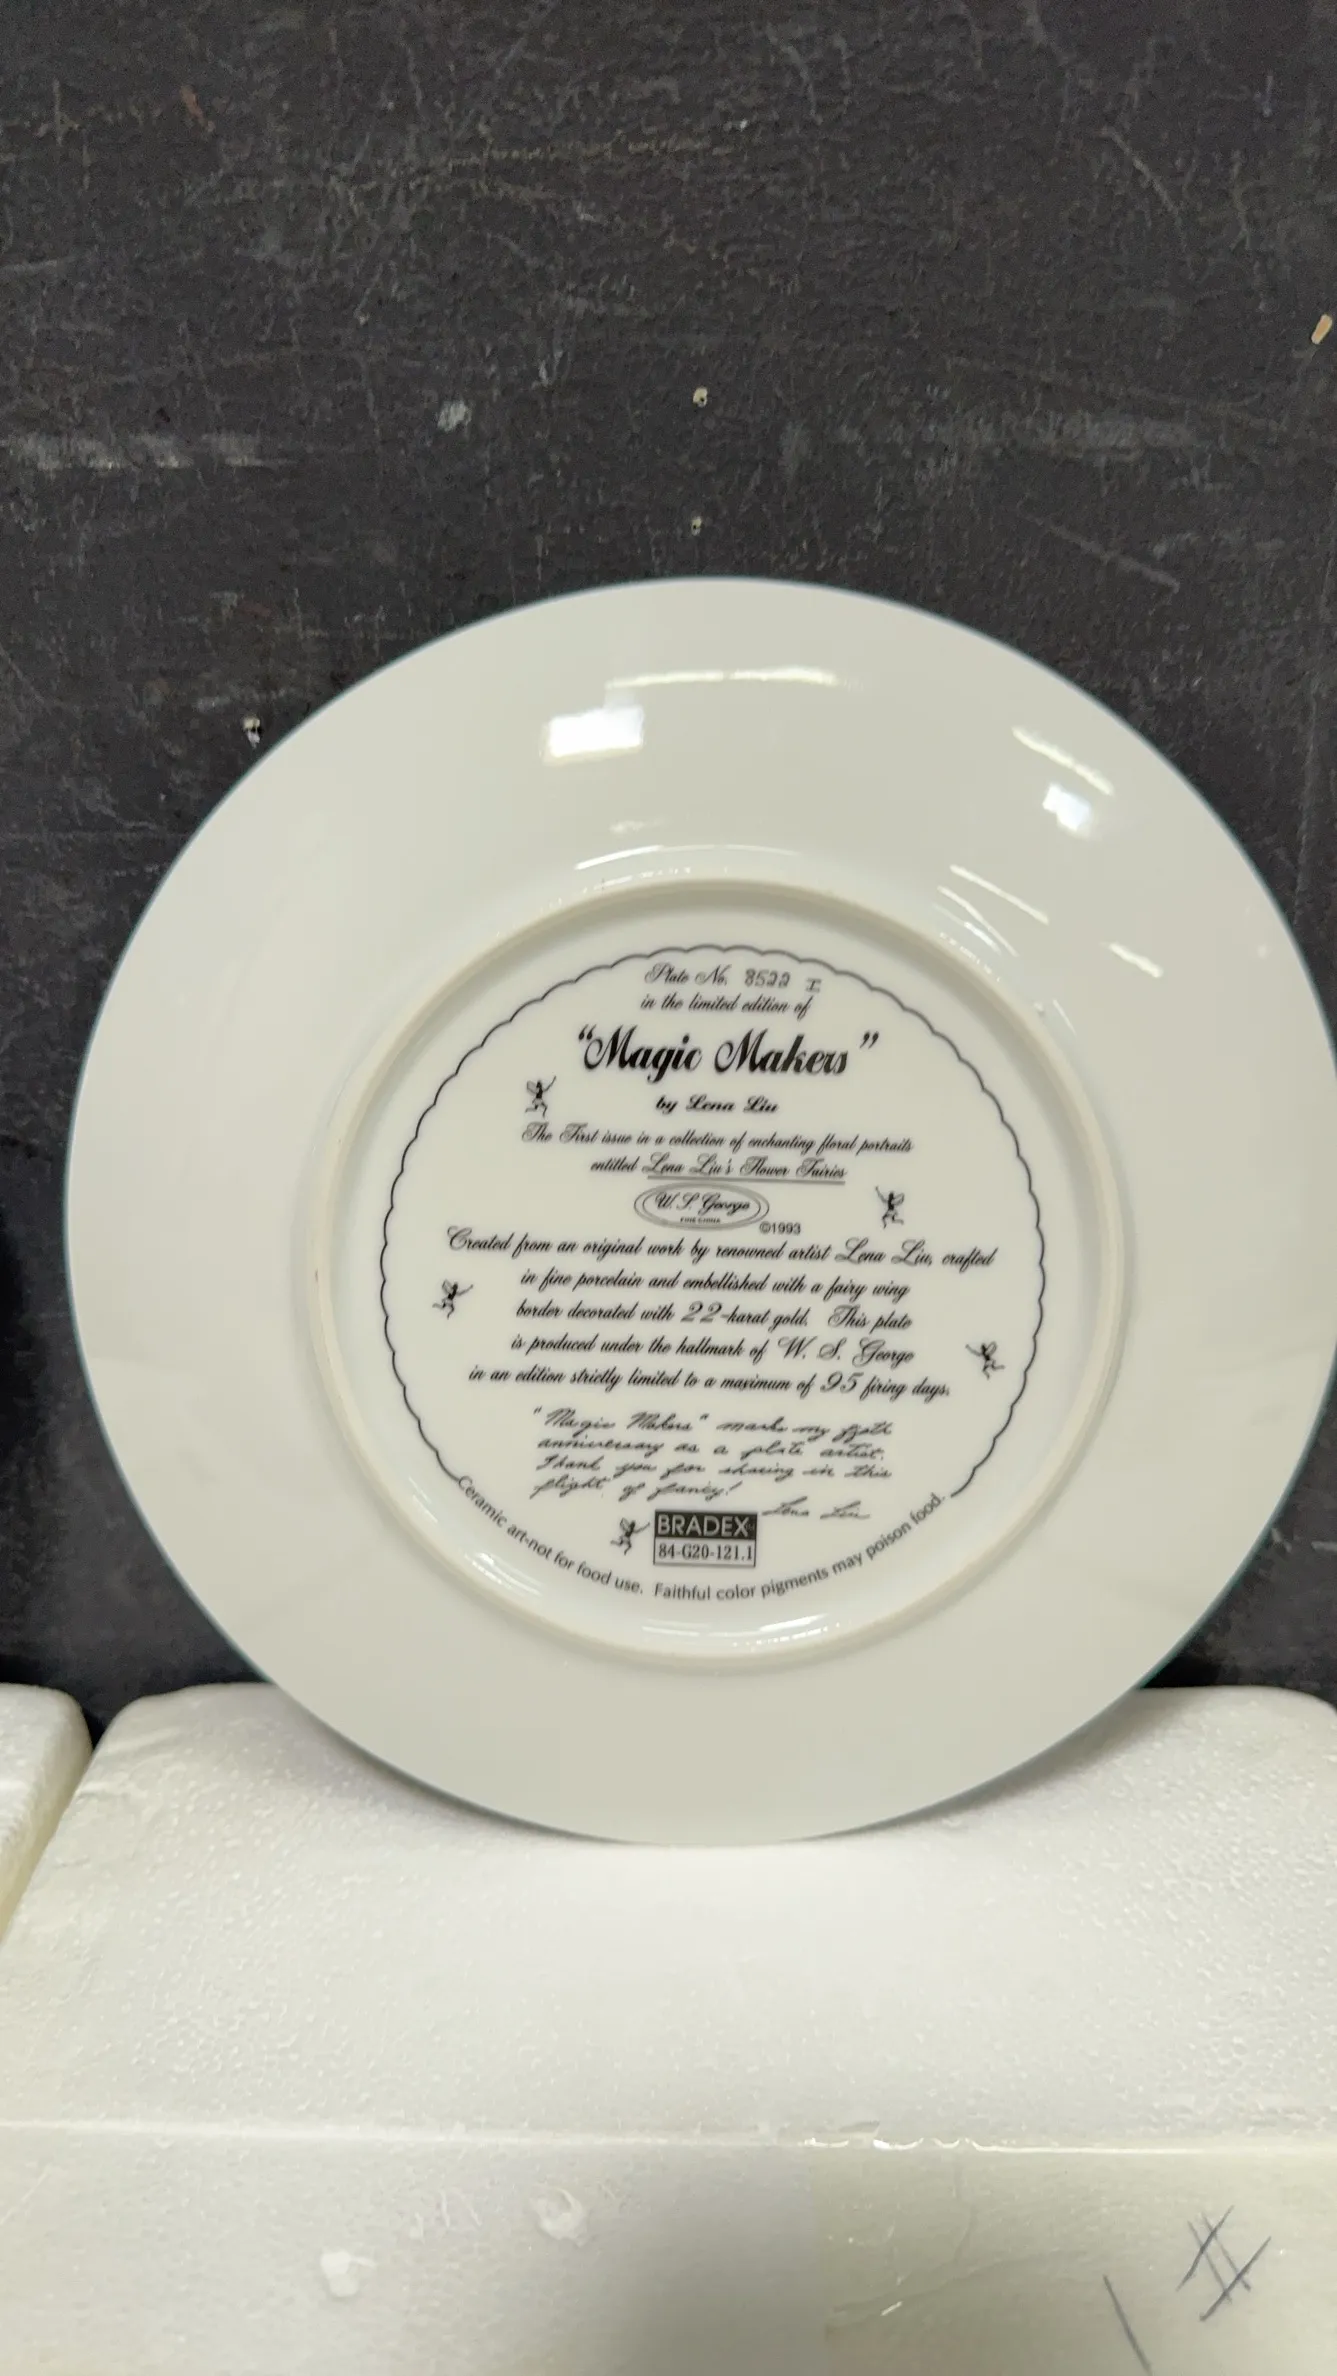 Plate No. 8522 I
in the limited edition of
"Magic Makers"
by Lena Liu
The First issue in a collection of enchanting floral portraits
entitled Lena Liu's Flower Fairies
W. S. George
FINE CHINA
©1993
Created from an original work by renowned artist Lena Liu, crafted
in fine porcelain and embellished with a fairy wing
border decorated with 22-karat gold. This plate
is produced under the hallmark of W. S. George
in an edition strictly limited to a maximum of 95 firing days.
"Magic Makers" marks my
anniversary as a plate artist.
Thank you for sharing in this
flight of fancy!
Lena Liu
BRADEX
84-G20-121.1
Ceramic art-not for food use. Faithful color pigments may poison food.
#